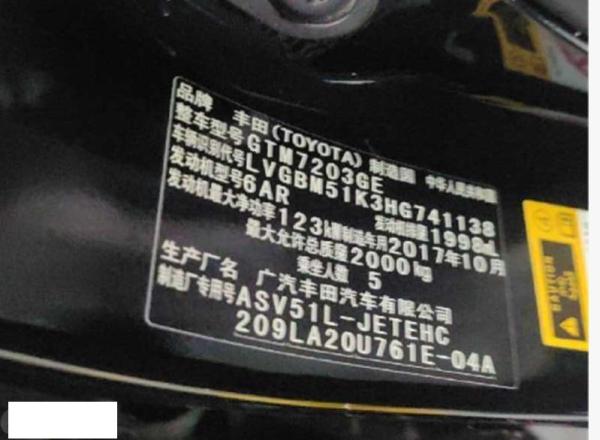 品牌 丰田(TOYOTA) 制造国 中华人民共和国
整车型号 GTM7203GE
车辆识别代号 LVGBM51K3HG741138
发动机型号 6AR 发动机排量 1998mL
发动机最大净功率 123kW 制造年月 2017年10月
最大允许总质量 2000kg
乘坐人数 5
生产厂名 广汽丰田汽车有限公司
制造厂专用号 ASV51L-JETEHC
209LA20U761E-04A
CAUTION